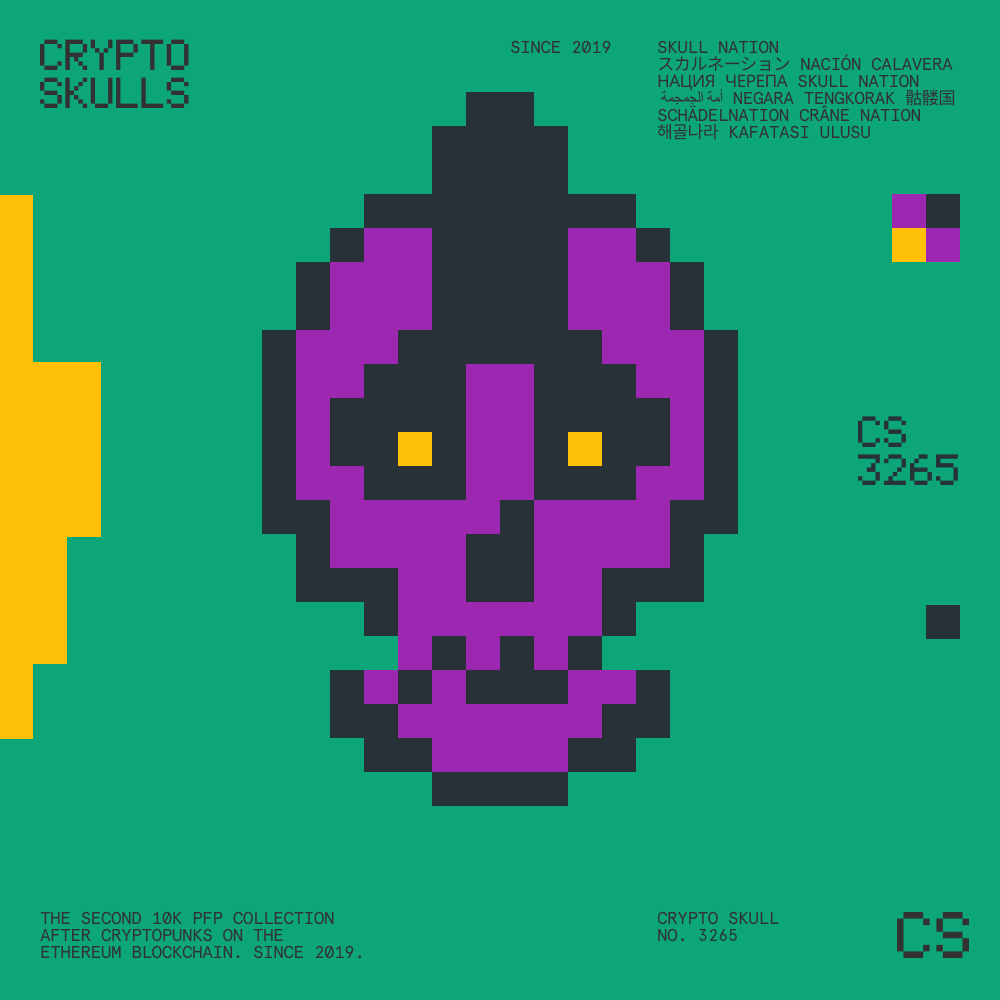 CRYPTO
SKULLS
SINCE 2019
SKULL NATION
スカルネーション NACIÓN CALAVERA
НАЦИЯ ЧЕРЕПА SKULL NATION
أمة الجمجمة NEGARA TENGKORAK 骷髅国
SCHÄDELNATION CRÂNE NATION
해골나라 KAFATASI ULUSU
CS
3265
THE SECOND 10K PFP COLLECTION
AFTER CRYPTOPUNKS ON THE
ETHEREUM BLOCKCHAIN. SINCE 2019.
CRYPTO SKULL
NO. 3265
CS